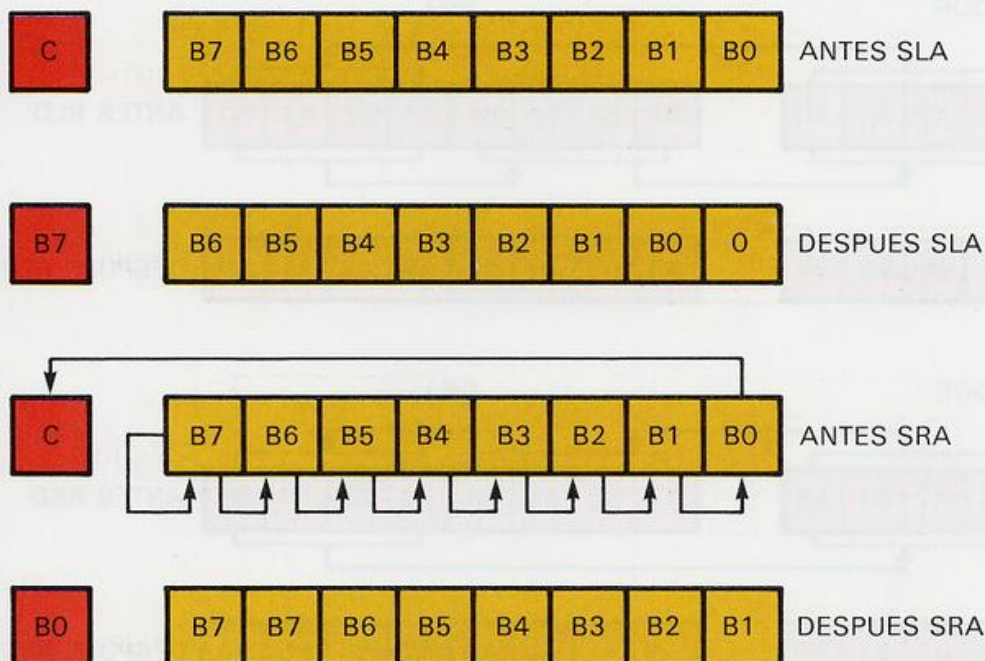 C B7 B6 B5 B4 B3 B2 B1 B0 ANTES SLA
B7 B6 B5 B4 B3 B2 B1 B0 0 DESPUES SLA
C B7 B6 B5 B4 B3 B2 B1 B0 ANTES SRA
B0 B7 B7 B6 B5 B4 B3 B2 B1 DESPUES SRA